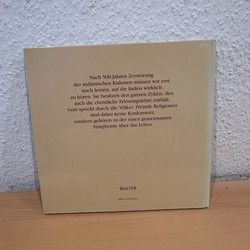 Nach 500 Jahren Zerstörung
der indianischen Kulturen müssen wir erst
noch lernen, auf die Indios wirklich
zu hören. Sie besitzen den ganzen Zyklus, den
auch die christliche Erlösungslehre enthält.
Gott spricht durch alle Völker. Fremde Religionen
sind daher keine Konkurrenz,
sondern gehören zu der einen gemeinsamen
Symphonie über das Leben
WALTER